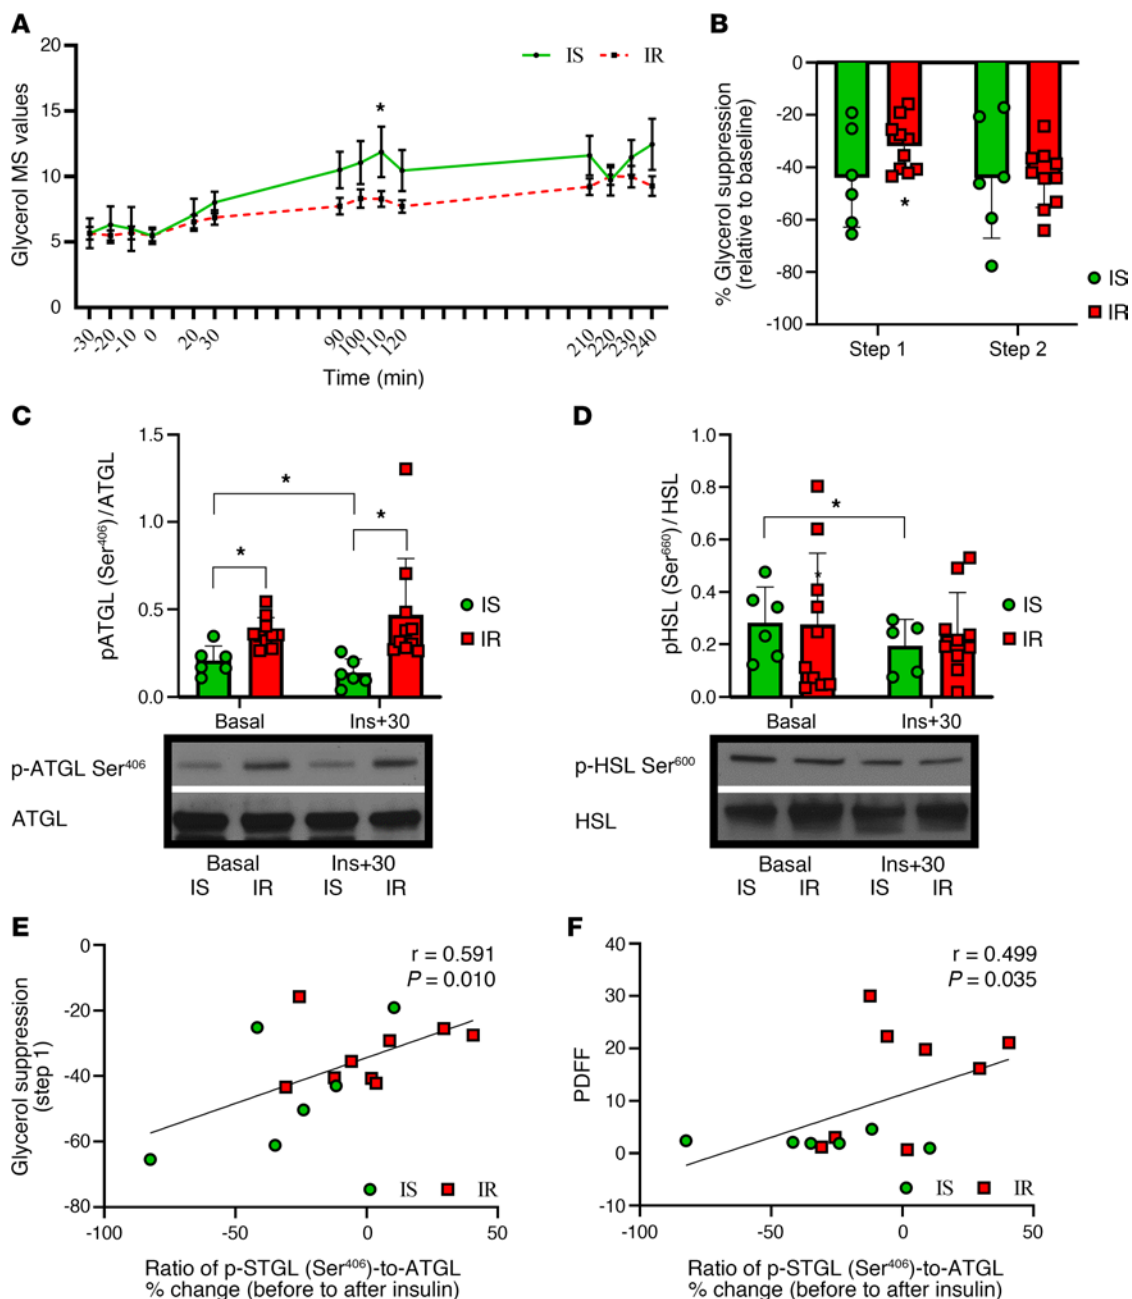 A
20
15
10
5
0
Glycerol MS values
IS IR
*
-30 -20 -10 0 20 30 90 100 110 120 210 220 230 240
Time (min)
B
0
-20
-40
-60
-80
-100
% Glycerol suppression
(relative to baseline)
*
IS
IR
Step 1 Step 2
C
1.5
1.0
0.5
0.0
pATGL (Ser406)/ATGL
*
*
*
IS
IR
Basal Ins+30
p-ATGL Ser406
ATGL
Basal Ins+30
IS IR IS IR
D
1.0
0.8
0.6
0.4
0.2
0.0
pHSL (Ser660)/HSL
*
*
IS
IR
Basal Ins+30
p-HSL Ser600
HSL
Basal Ins+30
IS IR IS IR
E
0
-20
-40
-60
-80
Glycerol suppression
(step 1)
r = 0.591
P = 0.010
IS IR
-100 -50 0 50
Ratio of p-STGL (Ser406)-to-ATGL
% change (before to after insulin)
F
40
30
20
10
0
-10
PDFF
r = 0.499
P = 0.035
IS IR
-100 -50 0 50
Ratio of p-STGL (Ser406)-to-ATGL
% change (before to after insulin)